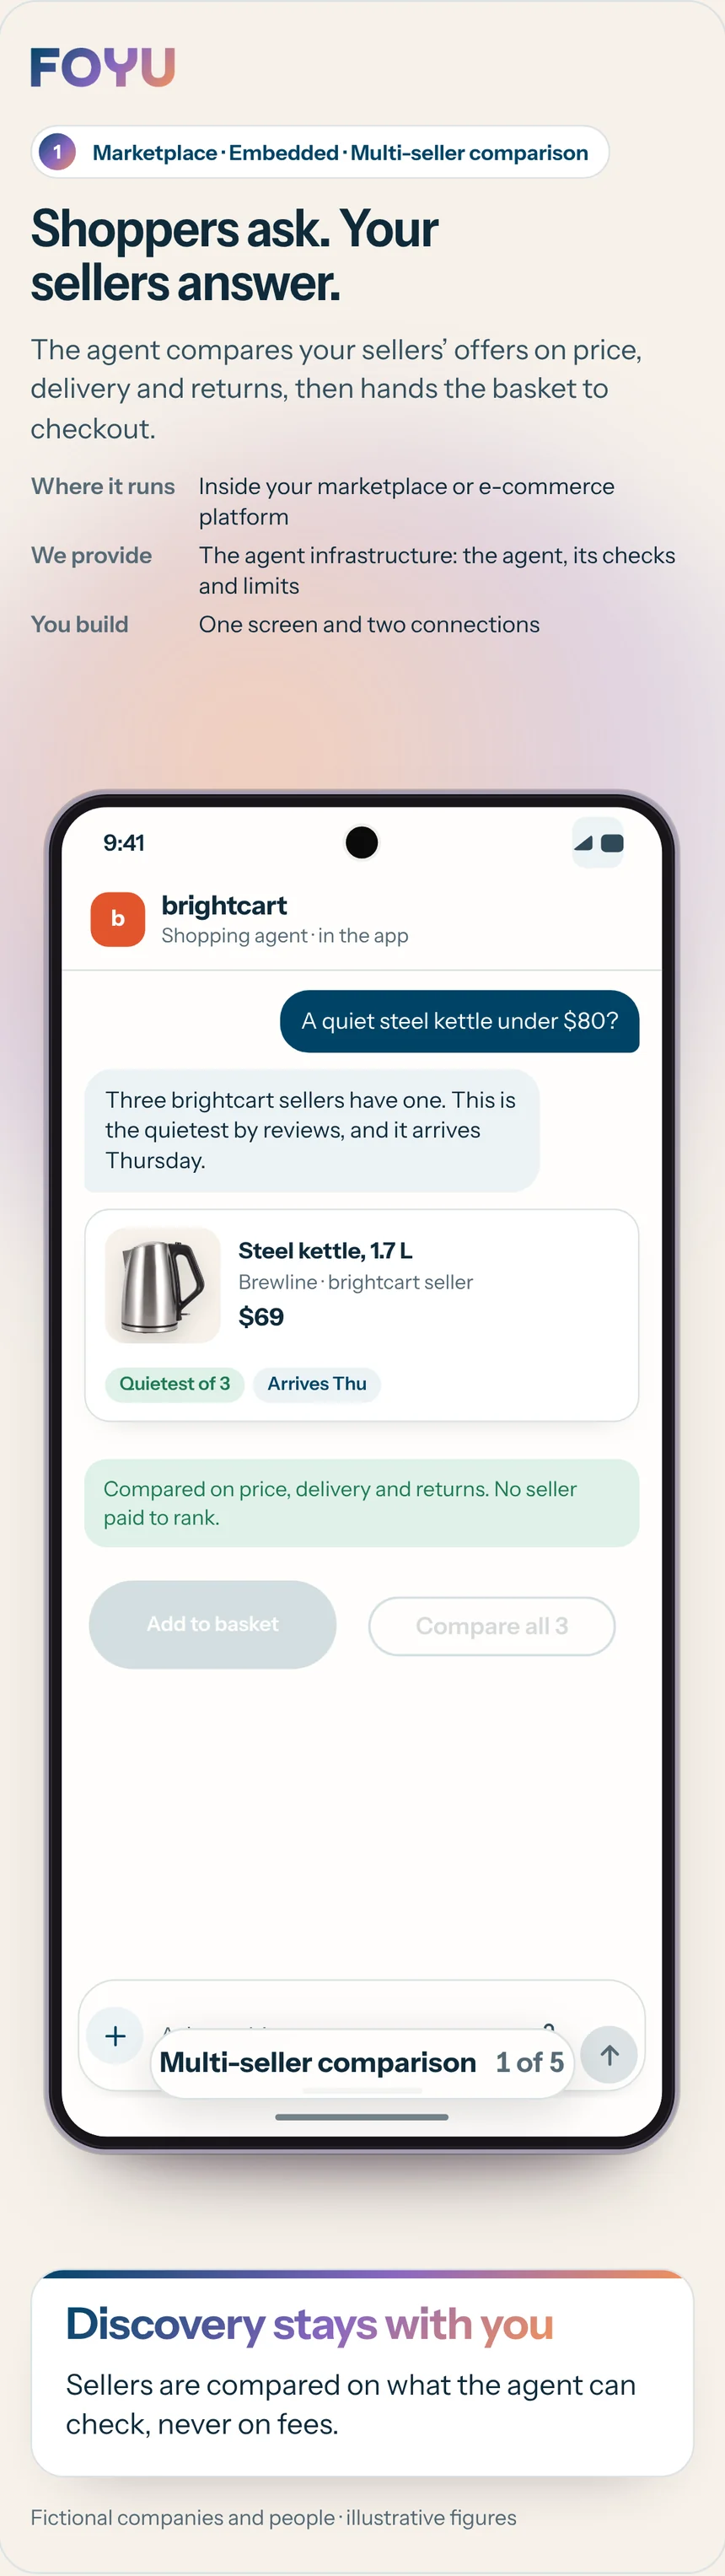 FOYU
1 Marketplace · Embedded · Multi-seller comparison
Shoppers ask. Your
sellers answer.
The agent compares your sellers’ offers on price,
delivery and returns, then hands the basket to
checkout.
Where it runs Inside your marketplace or e-commerce
platform
We provide The agent infrastructure: the agent, its checks
and limits
You build One screen and two connections
9:41
b brightcart
Shopping agent · in the app
A quiet steel kettle under $80?
Three brightcart sellers have one. This is
the quietest by reviews, and it arrives
Thursday.
Steel kettle, 1.7 L
Brewline · brightcart seller
$69
Quietest of 3 Arrives Thu
Compared on price, delivery and returns. No seller
paid to rank.
Add to basket Compare all 3
Multi-seller comparison 1 of 5
Discovery stays with you
Sellers are compared on what the agent can
check, never on fees.
Fictional companies and people · illustrative figures